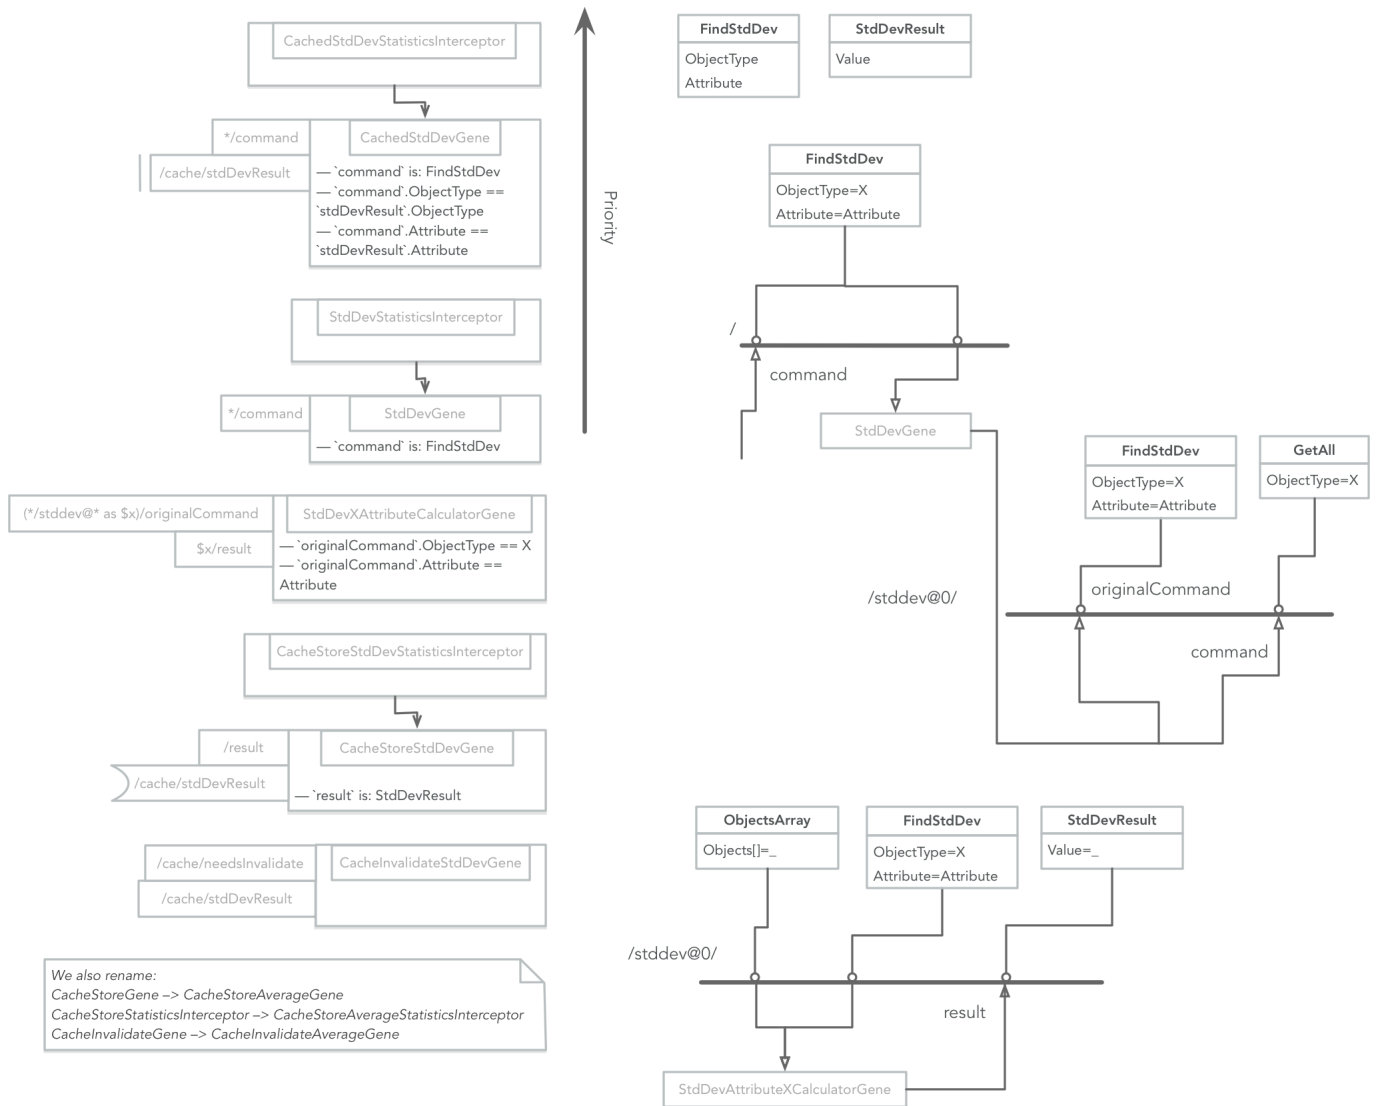 CachedStdDevStatisticsInterceptor
*/command
CachedStdDevGene
/cache/stdDevResult
— `command` is: FindStdDev
— `command`.ObjectType ==
`stdDevResult`.ObjectType
— `command`.Attribute ==
`stdDevResult`.Attribute
StdDevStatisticsInterceptor
*/command
StdDevGene
— `command` is: FindStdDev
(*/stddev@* as $x)/originalCommand
StdDevXAttributeCalculatorGene
$x/result
— `originalCommand`.ObjectType == X
— `originalCommand`.Attribute ==
Attribute
CacheStoreStdDevStatisticsInterceptor
/result
CacheStoreStdDevGene
/cache/stdDevResult
— `result` is: StdDevResult
/cache/needsInvalidate
CacheInvalidateStdDevGene
/cache/stdDevResult
We also rename:
CacheStoreGene –> CacheStoreAverageGene
CacheStoreStatisticsInterceptor –> CacheStoreAverageStatisticsInterceptor
CacheInvalidateGene –> CacheInvalidateAverageGene
Priority
FindStdDev
ObjectType
Attribute
StdDevResult
Value
FindStdDev
ObjectType=X
Attribute=Attribute
/
command
StdDevGene
FindStdDev
ObjectType=X
Attribute=Attribute
GetAll
ObjectType=X
/stddev@0/
originalCommand
command
ObjectsArray
Objects[]=_
FindStdDev
ObjectType=X
Attribute=Attribute
StdDevResult
Value=_
/stddev@0/
result
StdDevAttributeXCalculatorGene